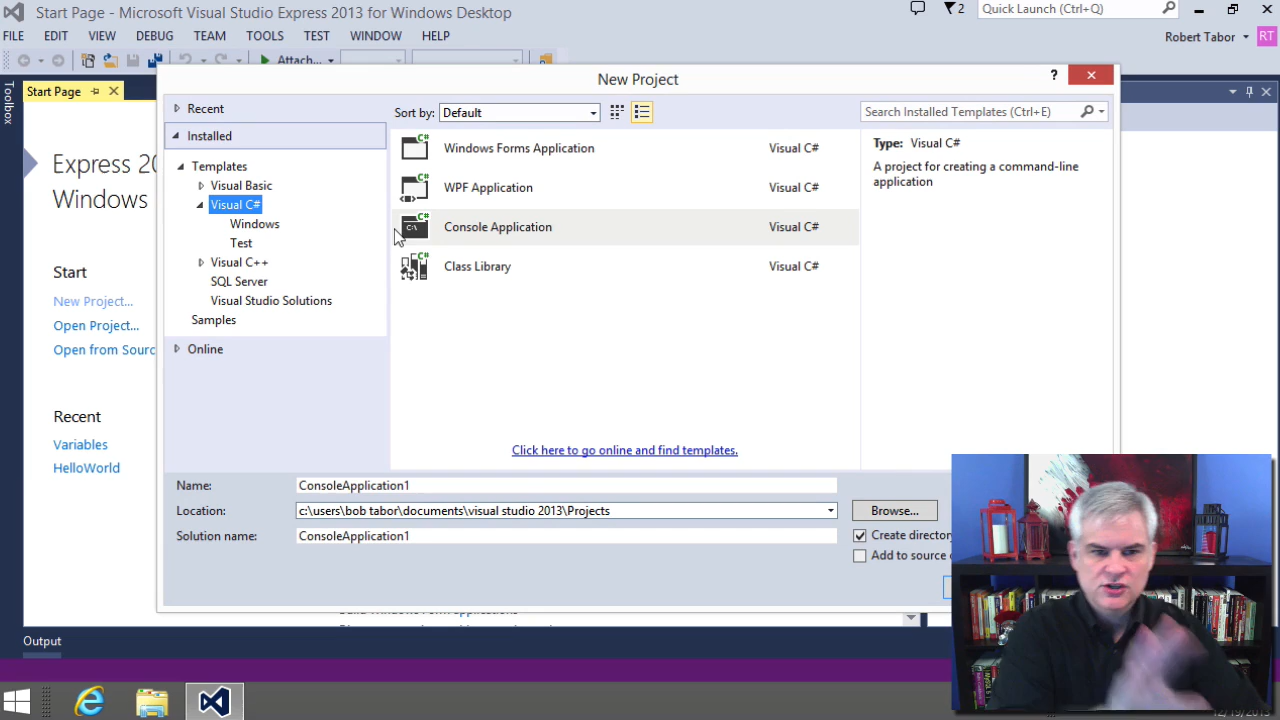 Start Page - Microsoft Visual Studio Express 2013 for Windows Desktop
2
Quick Launch (Ctrl+Q)
FILE EDIT VIEW DEBUG TEAM TOOLS TEST WINDOW HELP
Robert Tabor
RT
Attach...
Toolbox
Start Page
New Project
?
Express 20
Windows
Start
New Project...
Open Project...
Open from Sourc
Recent
Variables
HelloWorld
Recent
Installed
Templates
Visual Basic
Visual C#
Windows
Test
Visual C++
SQL Server
Visual Studio Solutions
Samples
Online
Sort by: Default
Search Installed Templates (Ctrl+E)
Windows Forms Application Visual C#
WPF Application Visual C#
Console Application Visual C#
Class Library Visual C#
Type: Visual C#
A project for creating a command-line
application
Click here to go online and find templates.
Name: ConsoleApplication1
Location: c:\users\bob tabor\documents\visual studio 2013\Projects
Browse...
Solution name: ConsoleApplication1
Create directory
Add to source
Output
12/19/2013